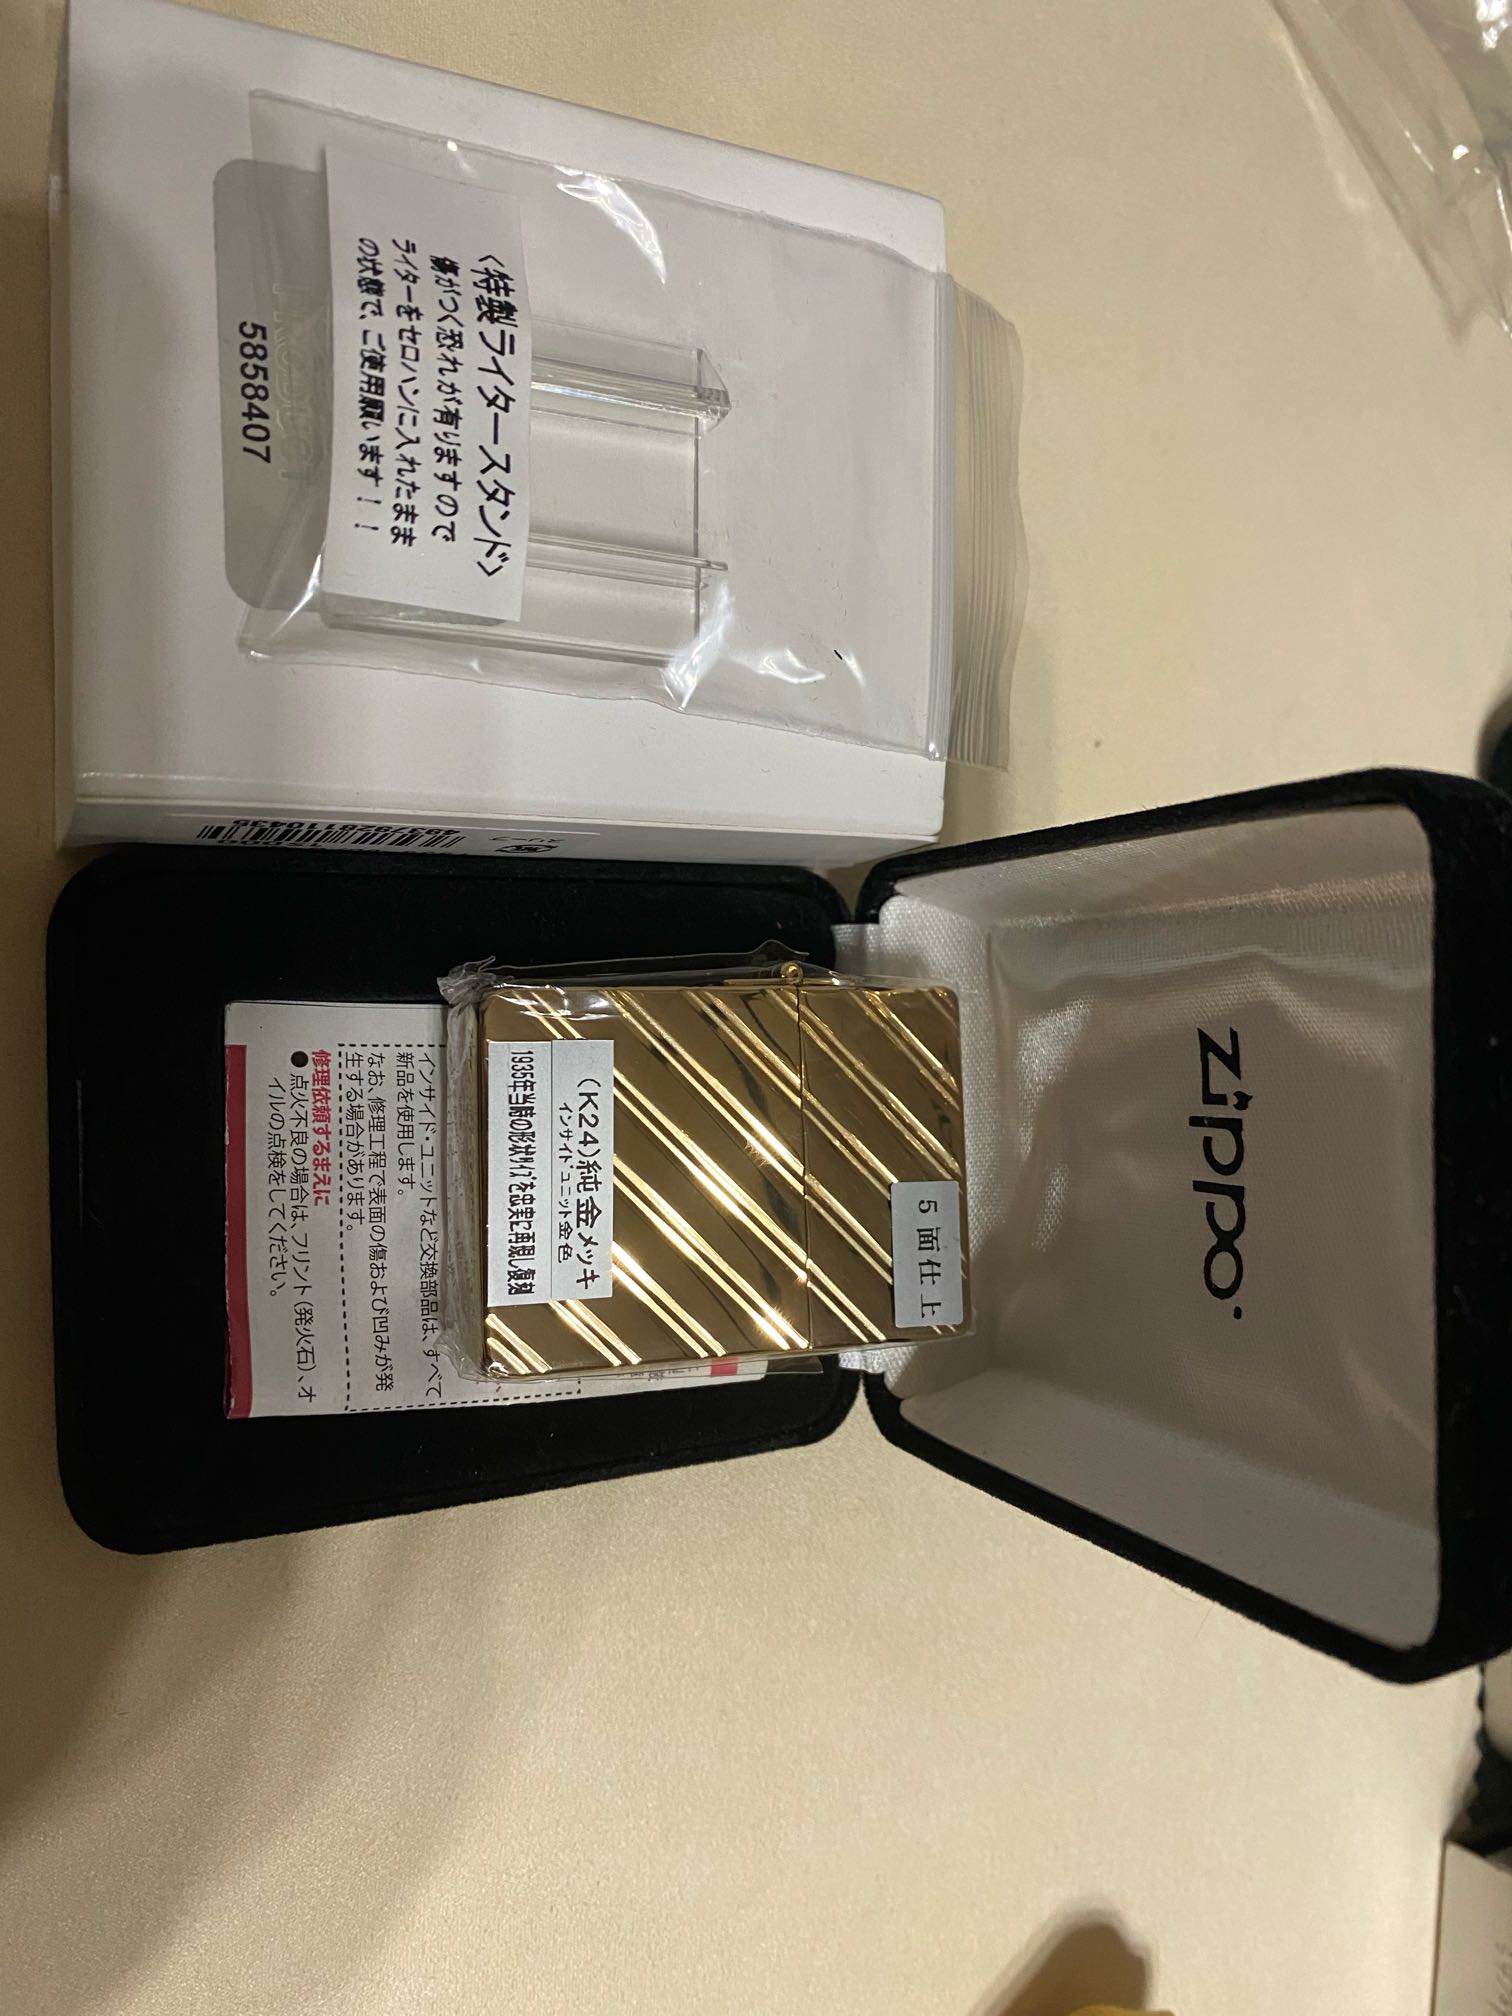 〈特製ライタースタンド〉
傷がつく恐れが有りますので
ライターをセロハンに入れたまま
の状態で、ご使用願います！！
5858407
スリーブ
zippo
5面仕上
(K24)純金メッキ
インサイドユニット金色
1935年当時の形状ﾀｲﾌﾟを忠実に再現し復刻
インサイド・ユニットなど交換部品は、すべて
新品を使用します。
なお、修理工程で表面の傷および凹みが発
生する場合があります。
修理依頼するまえに
●点火不良の場合は、フリント(発火石)、オ
イルの点検をしてください。